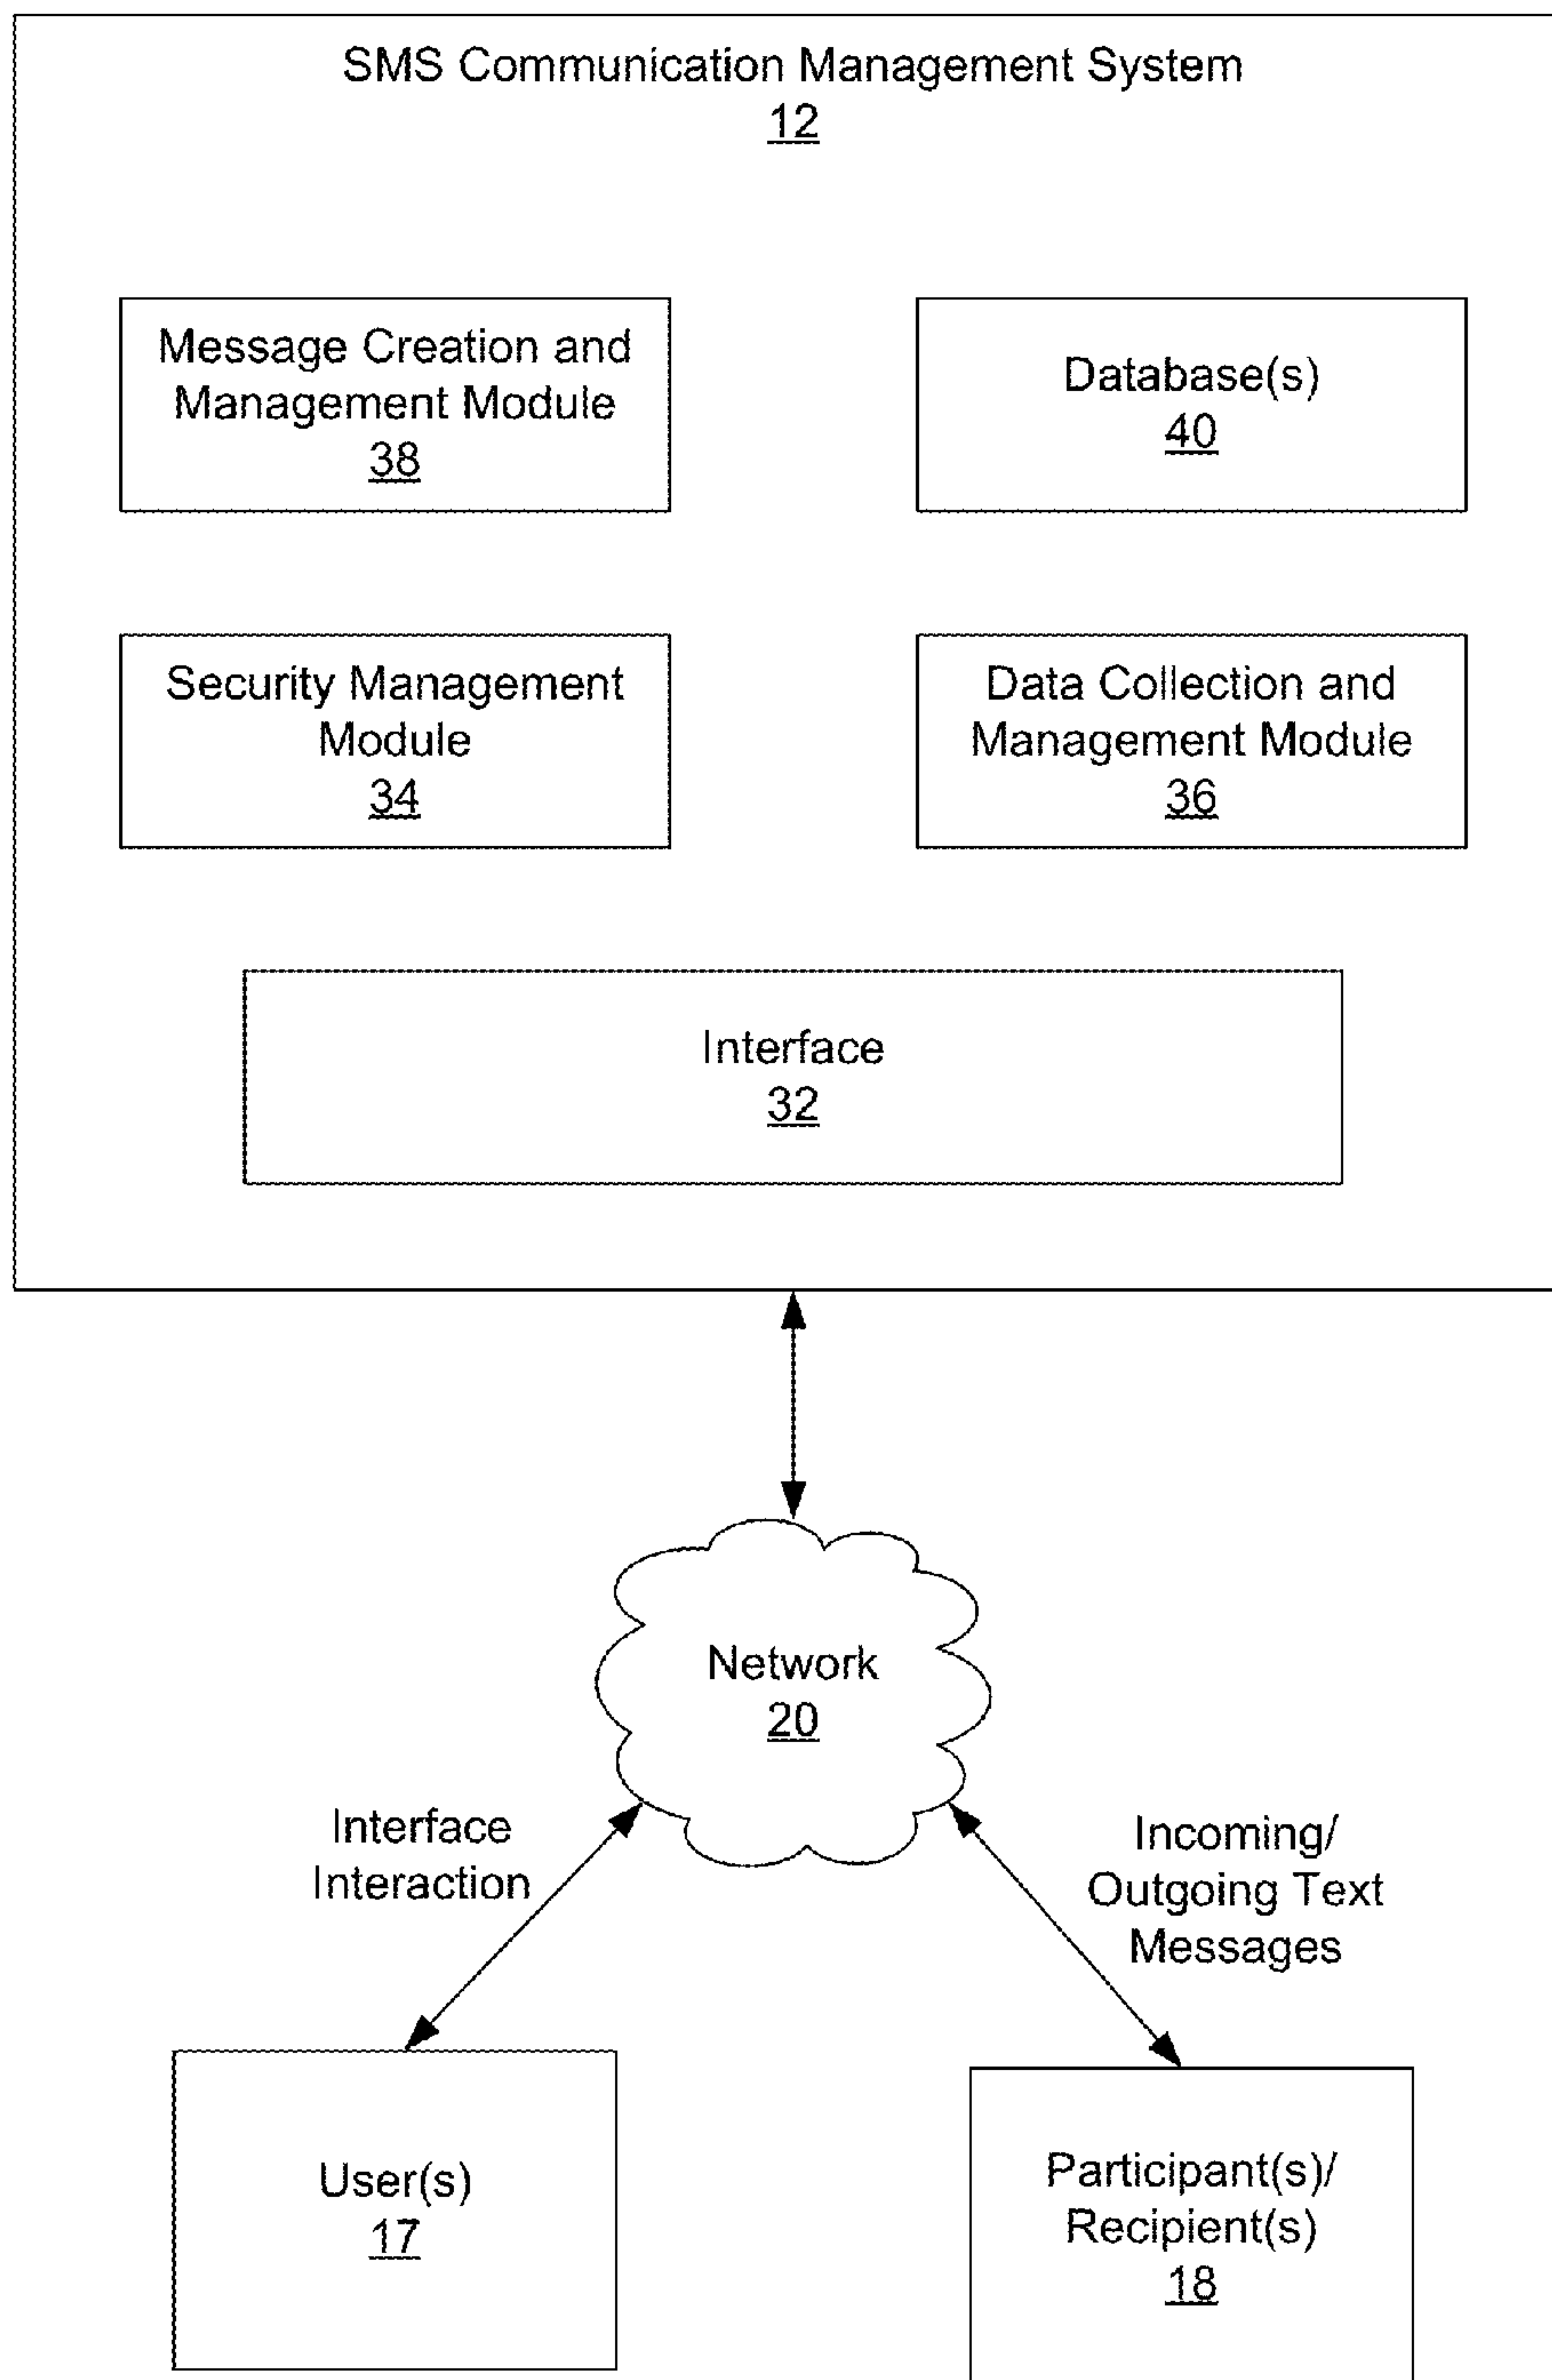 SMS Communication Management System
12
Message Creation and
Management Module
38
Database(s)
40
Security Management
Module
34
Data Collection and
Management Module
36
Interface
32
Network
20
Interface
Interaction
Incoming/
Outgoing Text
Messages
User(s)
17
Participant(s)/
Recipient(s)
18